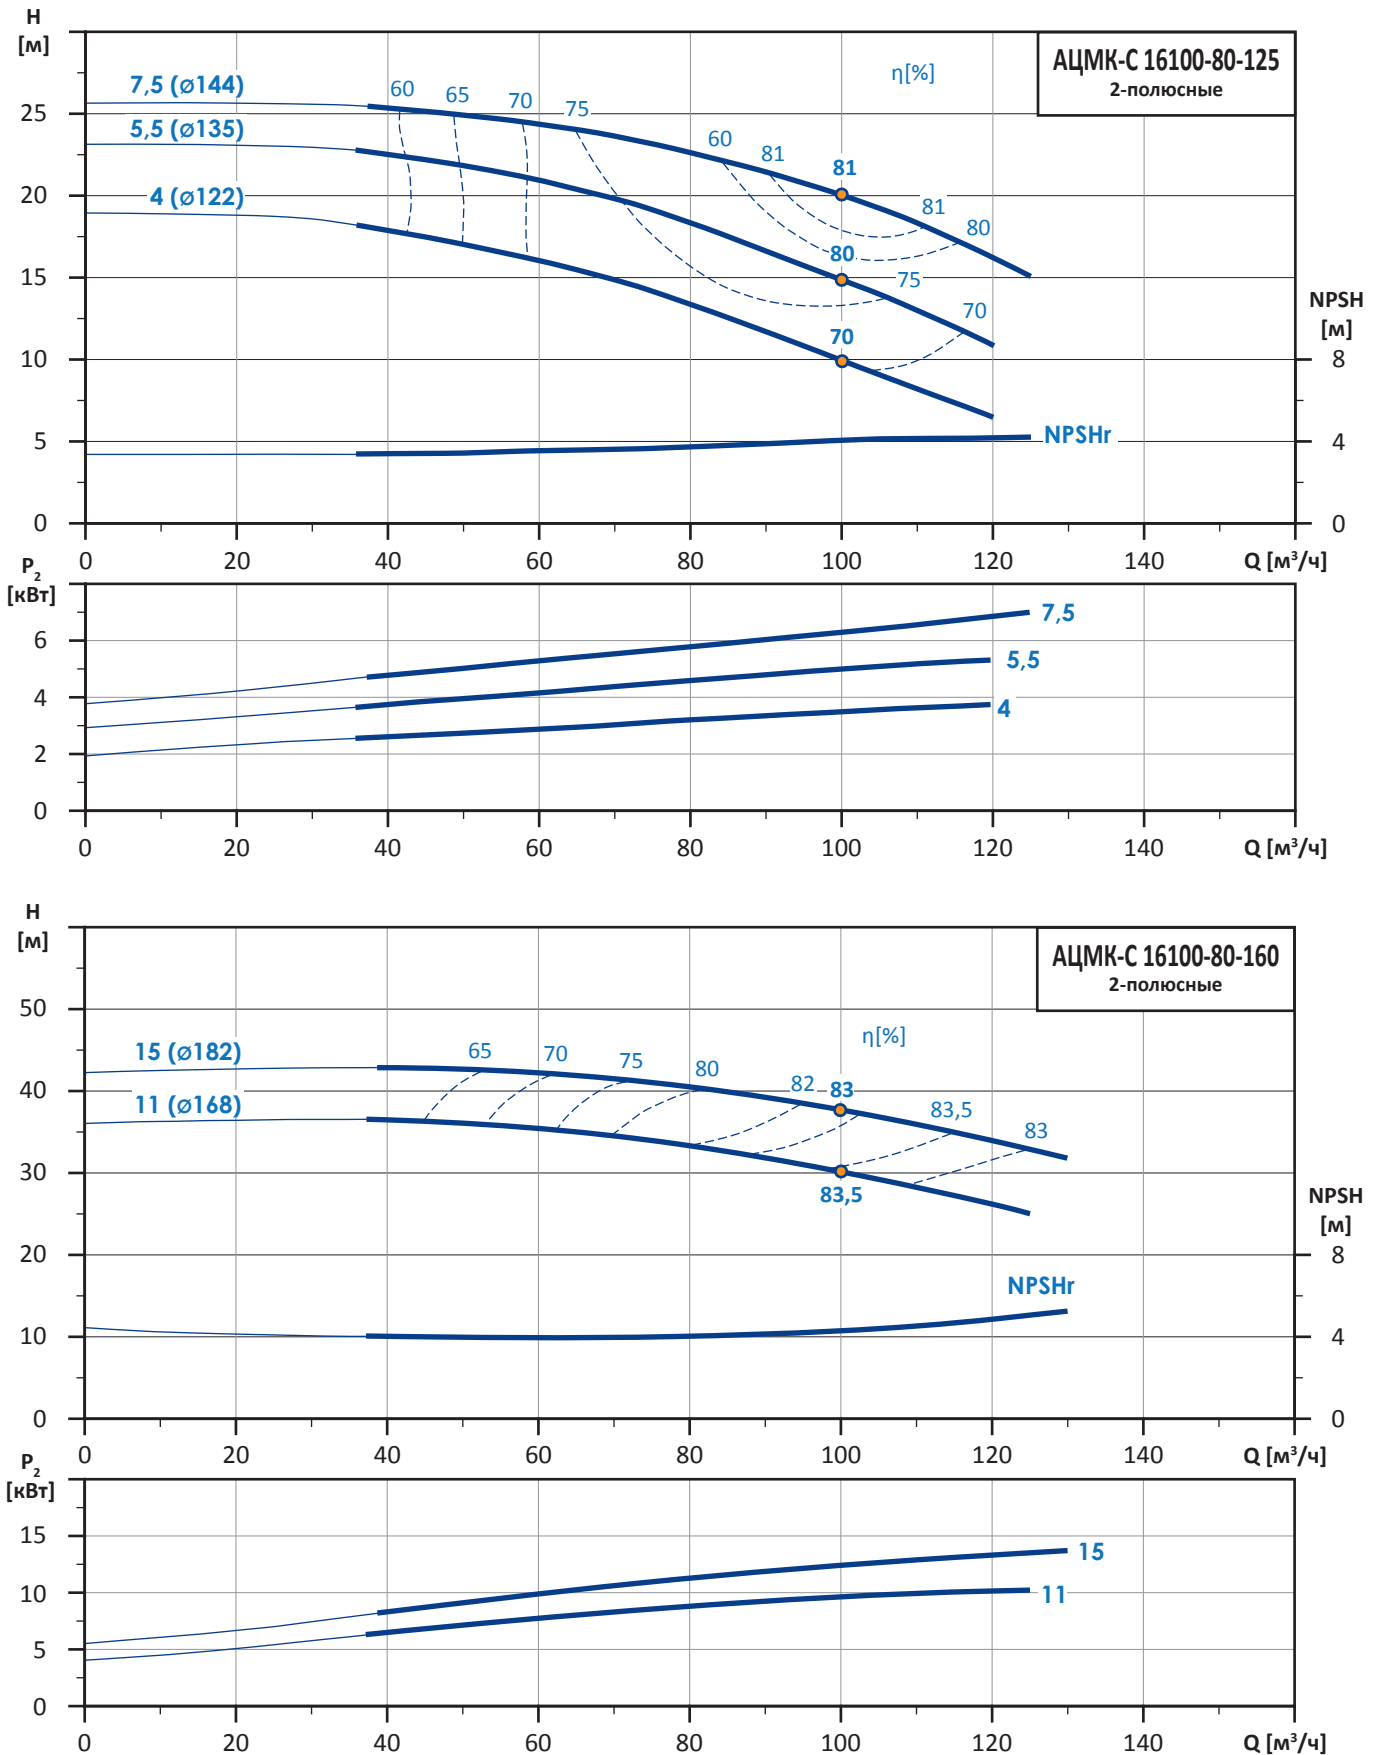 H
[м]
АЦМК-С 16100-80-125
2-полюсные
η[%]
7,5 (ø144)
5,5 (ø135)
4 (ø122)
60 65 70 75 60 81 81 81 80
80 75 70
70
25
20
15
10
5
0
NPSH
[м]
8
4
0
NPSHr
0 20 40 60 80 100 120 140 Q [м³/ч]
P₂
[кВт]
6
4
2
0
7,5
5,5
4
0 20 40 60 80 100 120 140 Q [м³/ч]
H
[м]
АЦМК-С 16100-80-160
2-полюсные
η[%]
15 (ø182)
11 (ø168)
65 70 75 80 82 83 83,5 83
83,5
50
40
30
20
10
0
NPSH
[м]
8
4
0
NPSHr
0 20 40 60 80 100 120 140 Q [м³/ч]
P₂
[кВт]
15
10
5
0
15
11
0 20 40 60 80 100 120 140 Q [м³/ч]